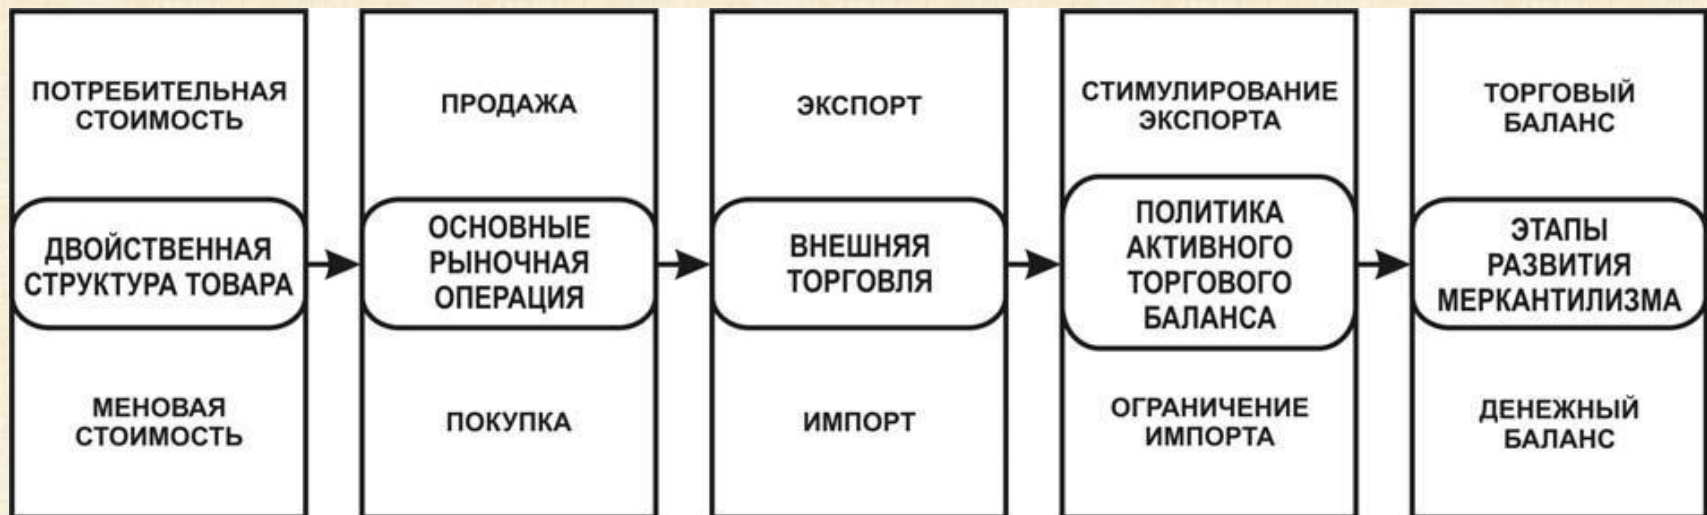 ПОТРЕБИТЕЛЬНАЯ
СТОИМОСТЬ
ДВОЙСТВЕННАЯ
СТРУКТУРА ТОВАРА
МЕНОВАЯ
СТОИМОСТЬ
ПРОДАЖА
ОСНОВНЫЕ
РЫНОЧНАЯ
ОПЕРАЦИЯ
ПОКУПКА
ЭКСПОРТ
ВНЕШНЯЯ
ТОРГОВЛЯ
ИМПОРТ
СТИМУЛИРОВАНИЕ
ЭКСПОРТА
ПОЛИТИКА
АКТИВНОГО
ТОРГОВОГО
БАЛАНСА
ОГРАНИЧЕНИЕ
ИМПОРТА
ТОРГОВЫЙ
БАЛАНС
ЭТАПЫ
РАЗВИТИЯ
МЕРКАНТИЛИЗМА
ДЕНЕЖНЫЙ
БАЛАНС